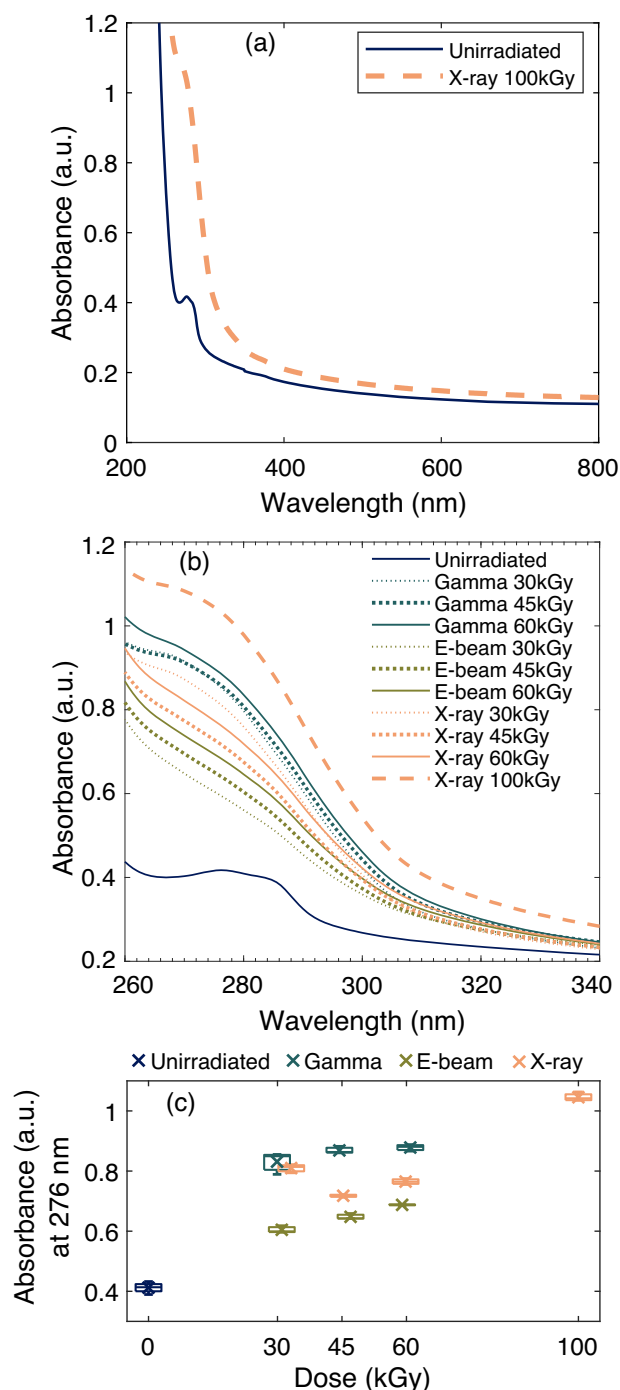 (a)
Unirradiated
X-ray 100kGy
1.2
1
0.8
0.6
0.4
0.2
0
Absorbance (a.u.)
200 400 600 800
Wavelength (nm)
(b)
Unirradiated
Gamma 30kGy
Gamma 45kGy
Gamma 60kGy
E-beam 30kGy
E-beam 45kGy
E-beam 60kGy
X-ray 30kGy
X-ray 45kGy
X-ray 60kGy
X-ray 100kGy
1.2
1
0.8
0.6
0.4
0.2
Absorbance (a.u.)
260 280 300 320 340
Wavelength (nm)
Unirradiated Gamma E-beam X-ray
(c)
1
0.8
0.6
0.4
Absorbance (a.u.)
at 276 nm
0 30 45 60 100
Dose (kGy)